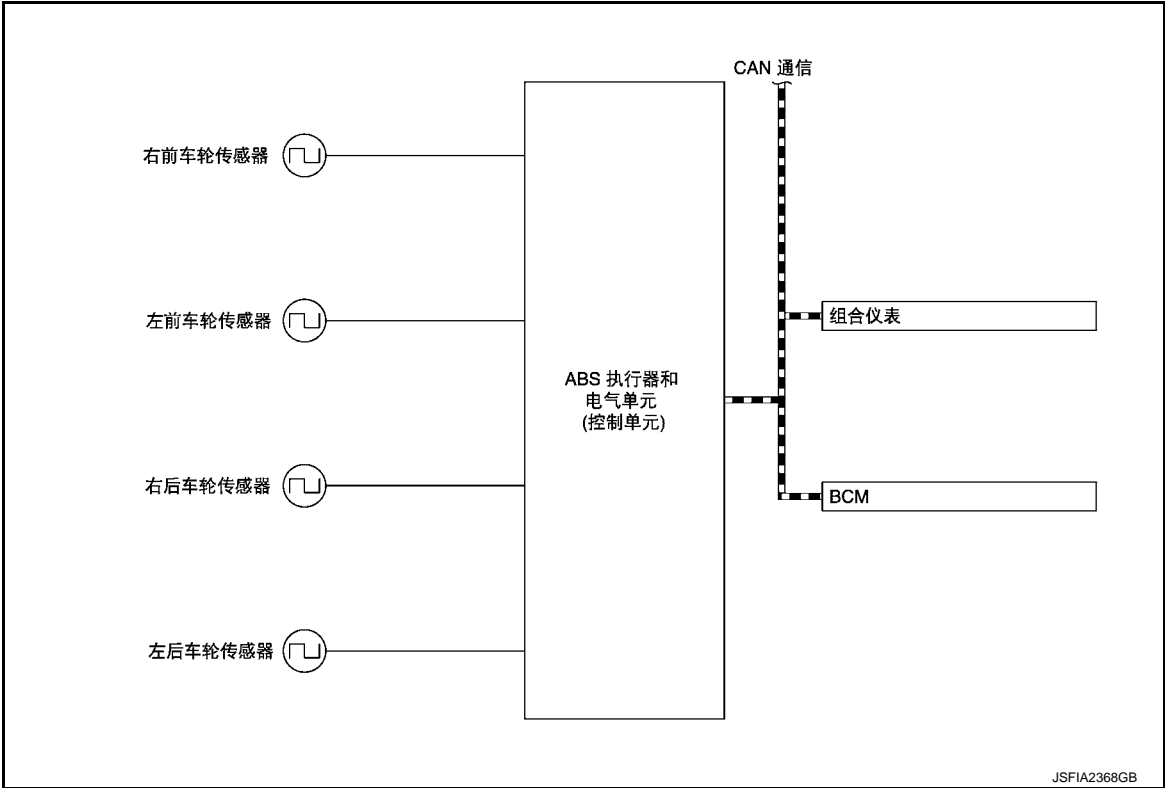 CAN 通信
右前车轮传感器
左前车轮传感器
组合仪表
ABS 执行器和
电气单元
(控制单元)
右后车轮传感器
BCM
左后车轮传感器
JSFIA2368GB